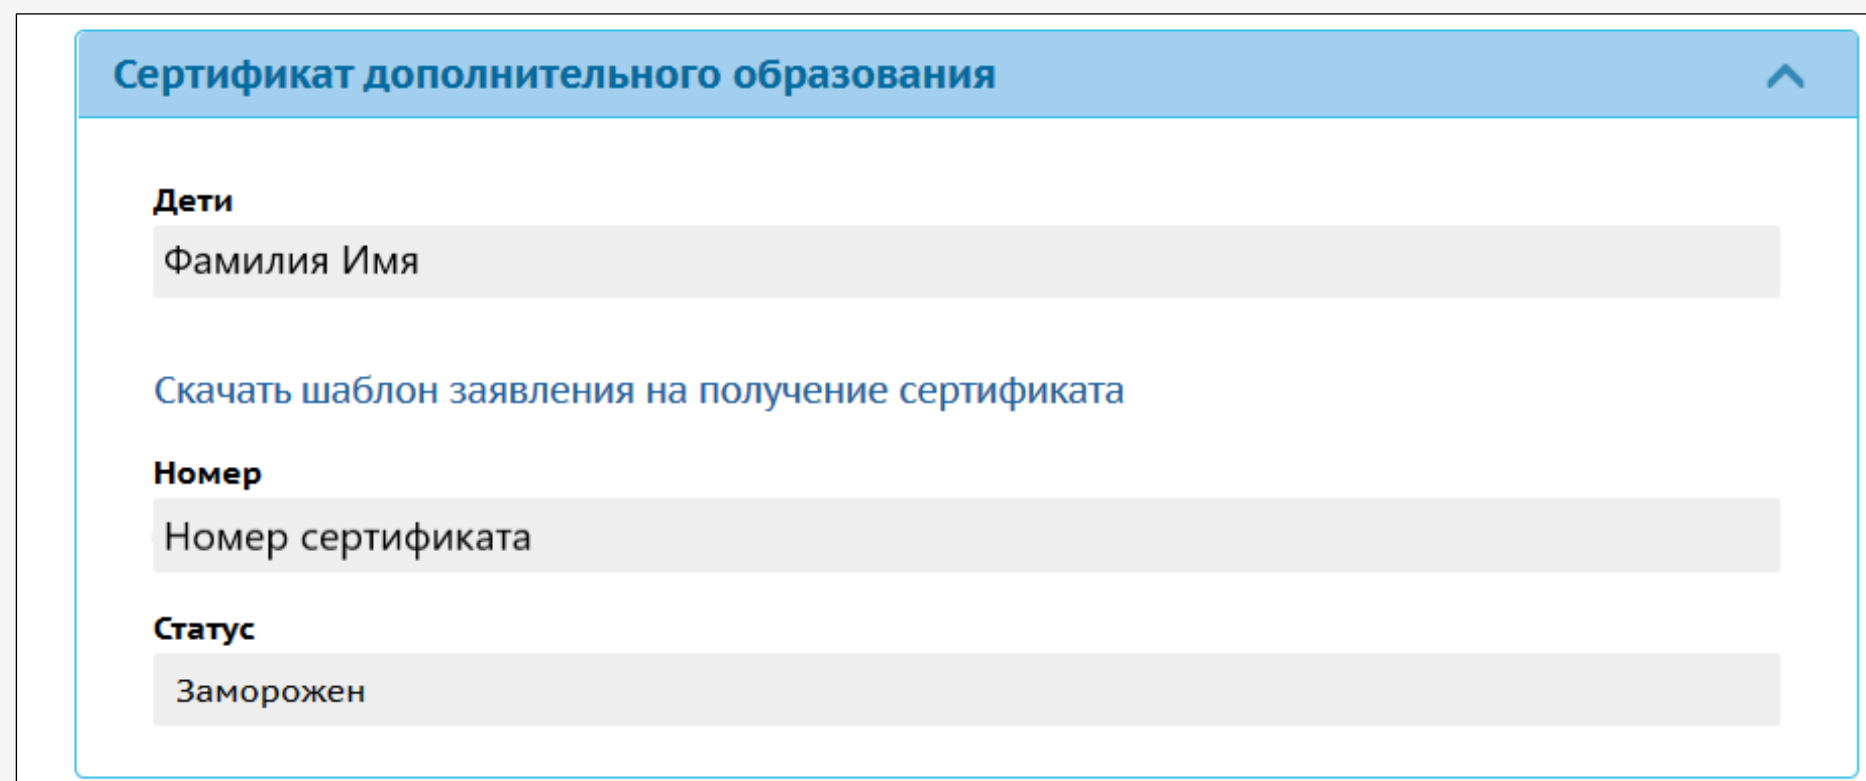 Сертификат дополнительного образования
Дети
Фамилия Имя
Скачать шаблон заявления на получение сертификата
Номер
Номер сертификата
Статус
Заморожен